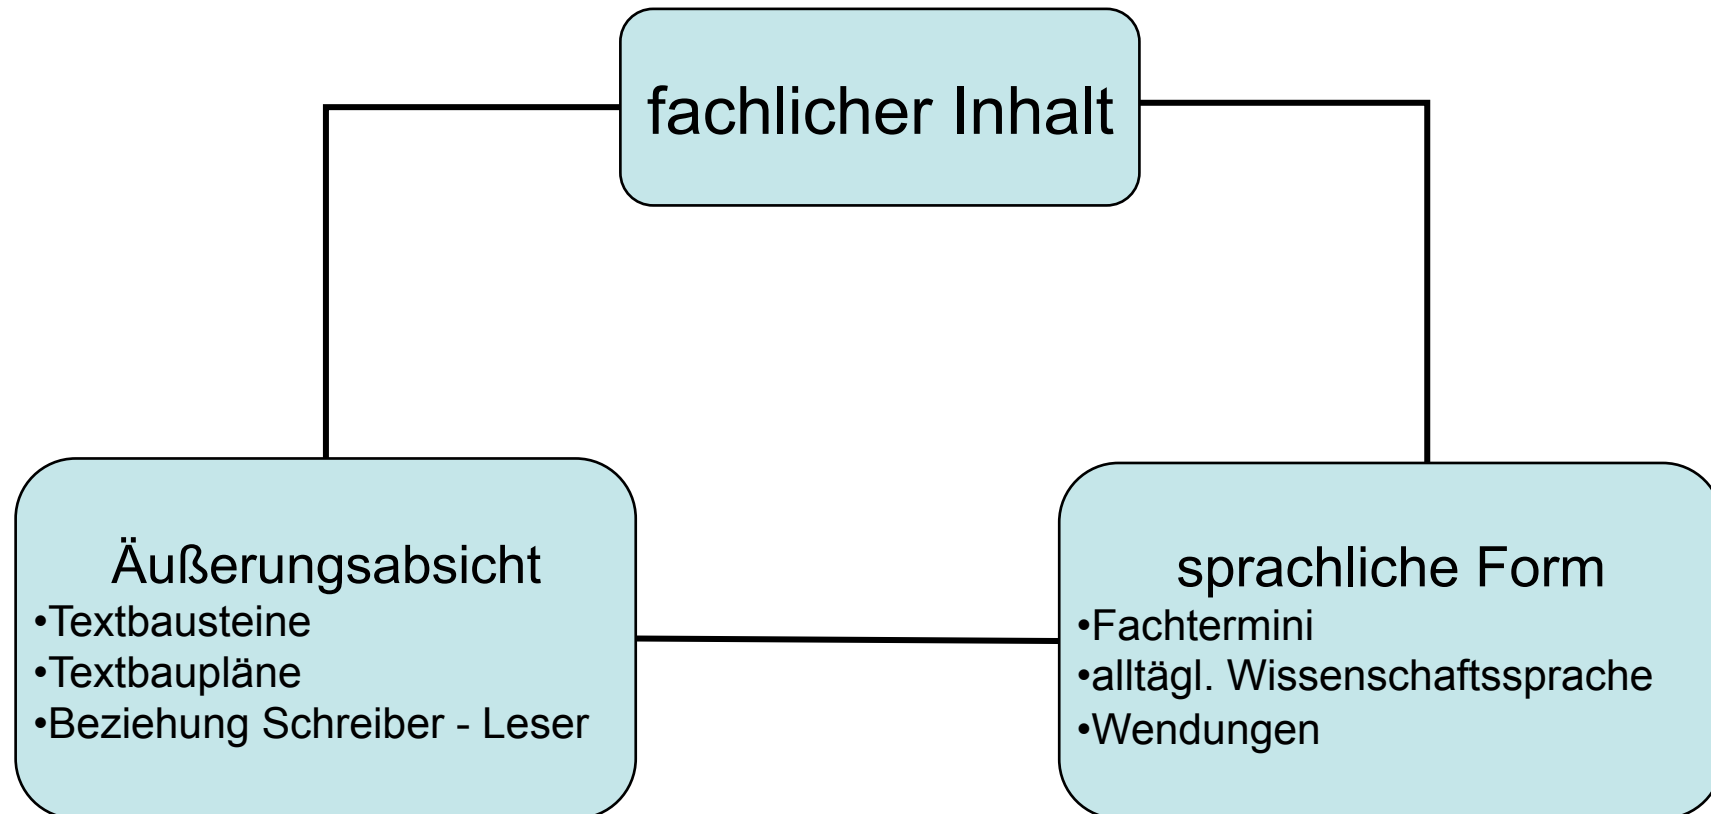 fachlicher Inhalt
Äußerungsabsicht
•Textbausteine
•Textbaupläne
•Beziehung Schreiber - Leser
sprachliche Form
•Fachtermini
•alltägl. Wissenschaftssprache
•Wendungen